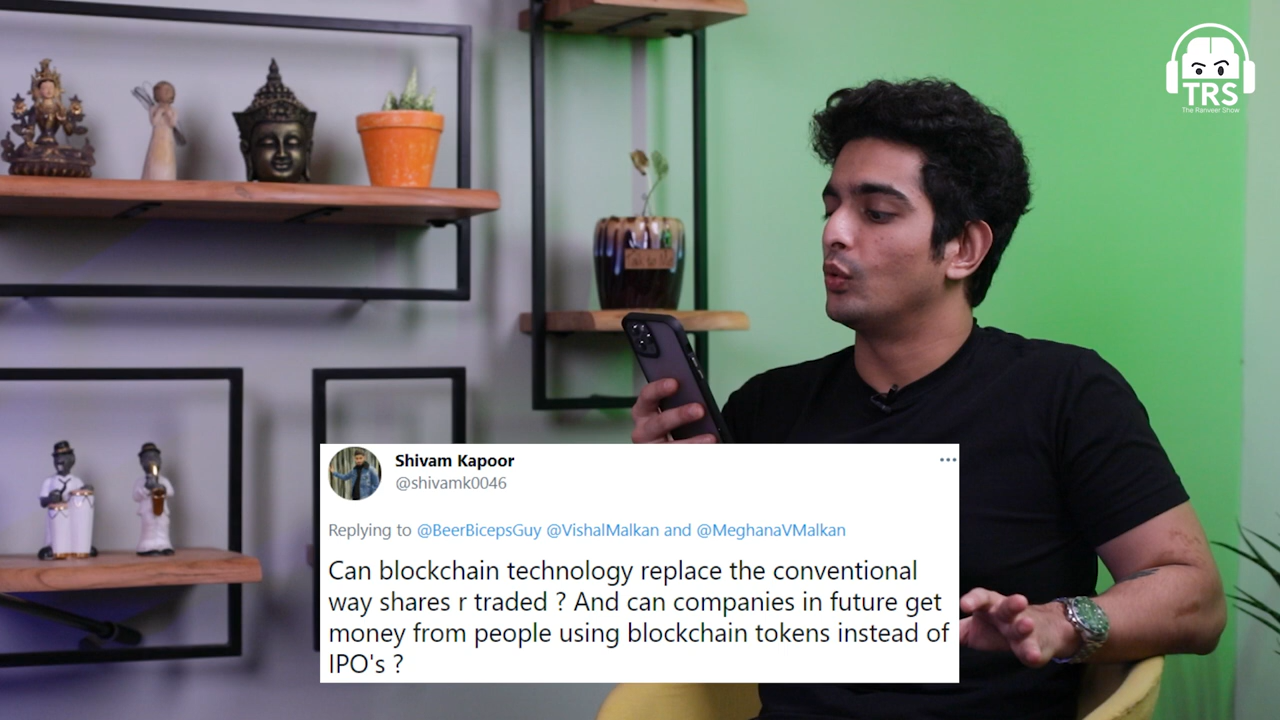 TRS
The Ranveer Show
Shivam Kapoor
@shivamk0046
Replying to @BeerBicepsGuy @VishalMalkan and @MeghanaVMalkan
Can blockchain technology replace the conventional
way shares r traded ? And can companies in future get
money from people using blockchain tokens instead of
IPO's ?